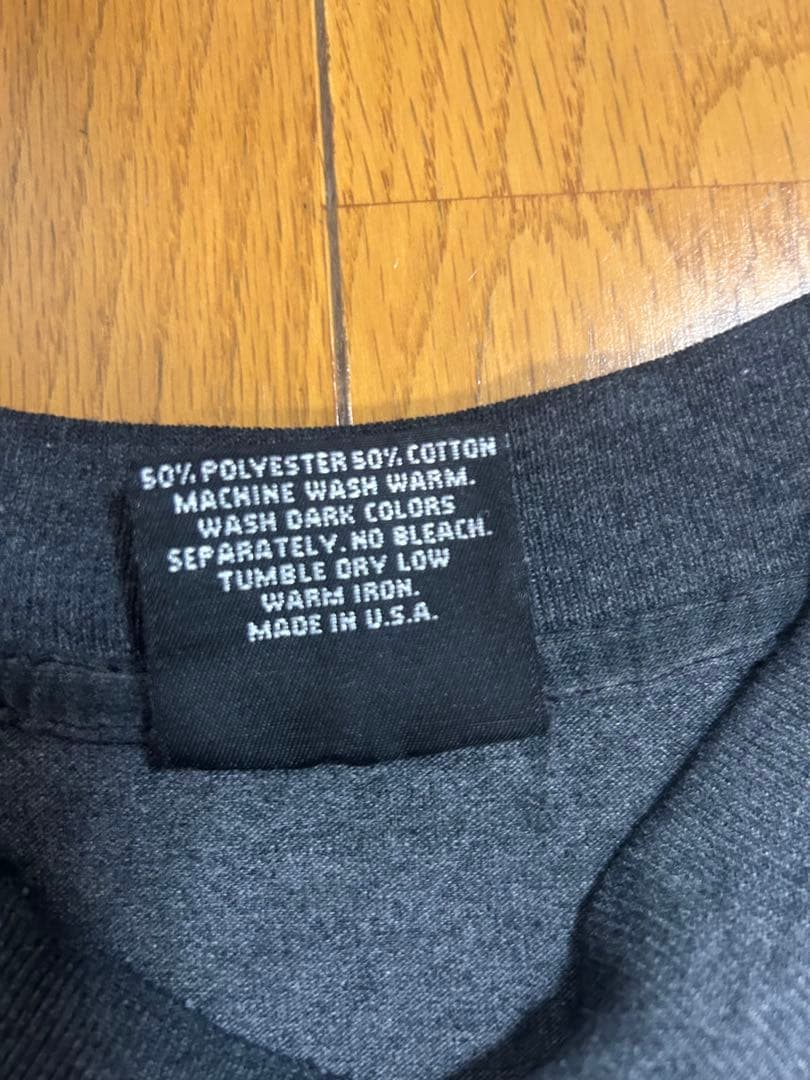 50% POLYESTER 50% COTTON
MACHINE WASH WARM.
WASH DARK COLORS
SEPARATELY. NO BLEACH.
TUMBLE DRY LOW
WARM IRON.
MADE IN U.S.A.